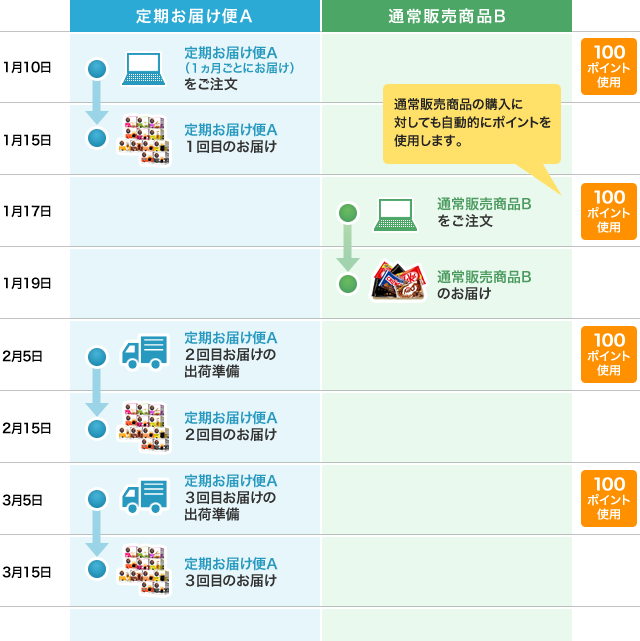 定期お届け便A
通常販売商品B
1月10日
定期お届け便A
(1ヵ月ごとにお届け)
をご注文
100
ポイント
使用
通常販売商品の購入に
対しても自動的にポイントを
使用します。
1月15日
定期お届け便A
1回目のお届け
1月17日
通常販売商品B
をご注文
100
ポイント
使用
1月19日
通常販売商品B
のお届け
2月5日
定期お届け便A
2回目お届けの
出荷準備
100
ポイント
使用
2月15日
定期お届け便A
2回目のお届け
3月5日
定期お届け便A
3回目お届けの
出荷準備
100
ポイント
使用
3月15日
定期お届け便A
3回目のお届け